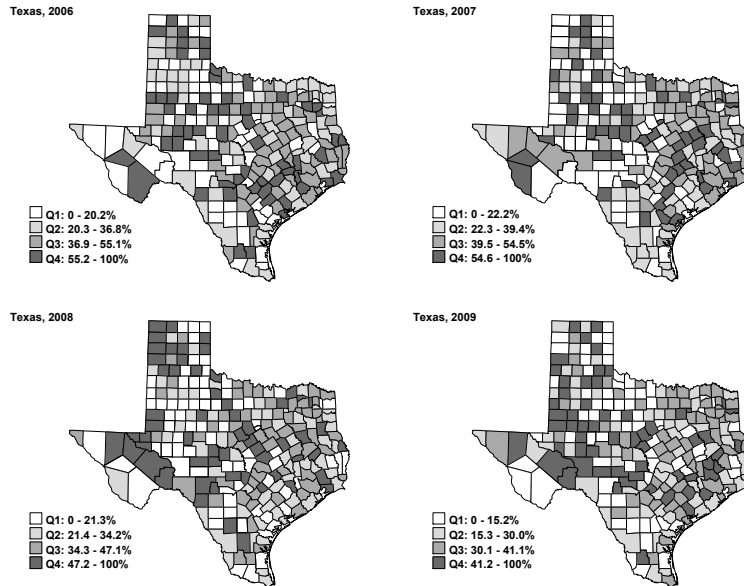 Texas, 2006
Q1: 0 - 20.2%
Q2: 20.3 - 36.8%
Q3: 36.9 - 55.1%
Q4: 55.2 - 100%
Texas, 2007
Q1: 0 - 22.2%
Q2: 22.3 - 39.4%
Q3: 39.5 - 54.5%
Q4: 54.6 - 100%
Texas, 2008
Q1: 0 - 21.3%
Q2: 21.4 - 34.2%
Q3: 34.3 - 47.1%
Q4: 47.2 - 100%
Texas, 2009
Q1: 0 - 15.2%
Q2: 15.3 - 30.0%
Q3: 30.1 - 41.1%
Q4: 41.2 - 100%